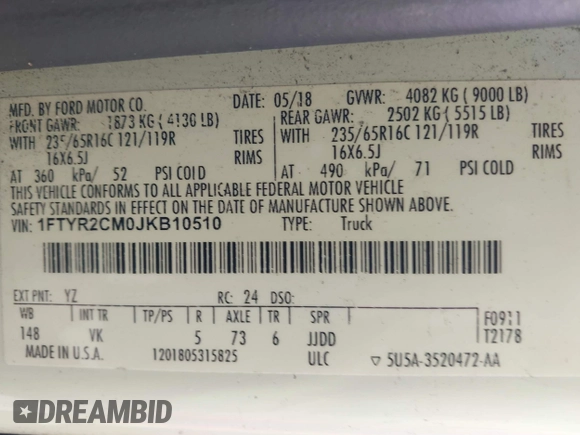 MFD. BY FORD MOTOR CO. DATE: 05/18 GVWR: 4082 KG ( 9000 LB)
FRONT GAWR: 1873 KG ( 4130 LB) REAR GAWR: 2502 KG ( 5515 LB)
WITH 235/65R16C 121/119R TIRES WITH 235/65R16C 121/119R TIRES
16X6.5J RIMS 16X6.5J RIMS
AT 360 kPa/ 52 PSI COLD AT 490 kPa/ 71 PSI COLD
THIS VEHICLE CONFORMS TO ALL APPLICABLE FEDERAL MOTOR VEHICLE
SAFETY STANDARDS IN EFFECT ON THE DATE OF MANUFACTURE SHOWN ABOVE.
VIN: 1FTYR2CM0JKB10510 TYPE: Truck
EXT PNT: YZ RC: 24 DSO:
WB INT TR TP/PS R AXLE TR SPR F0911
148 VK 5 73 6 JJDD T2178
MADE IN U.S.A. 1201805315825 ULC ▽ 5U5A-3520472-AA
DREAMBID